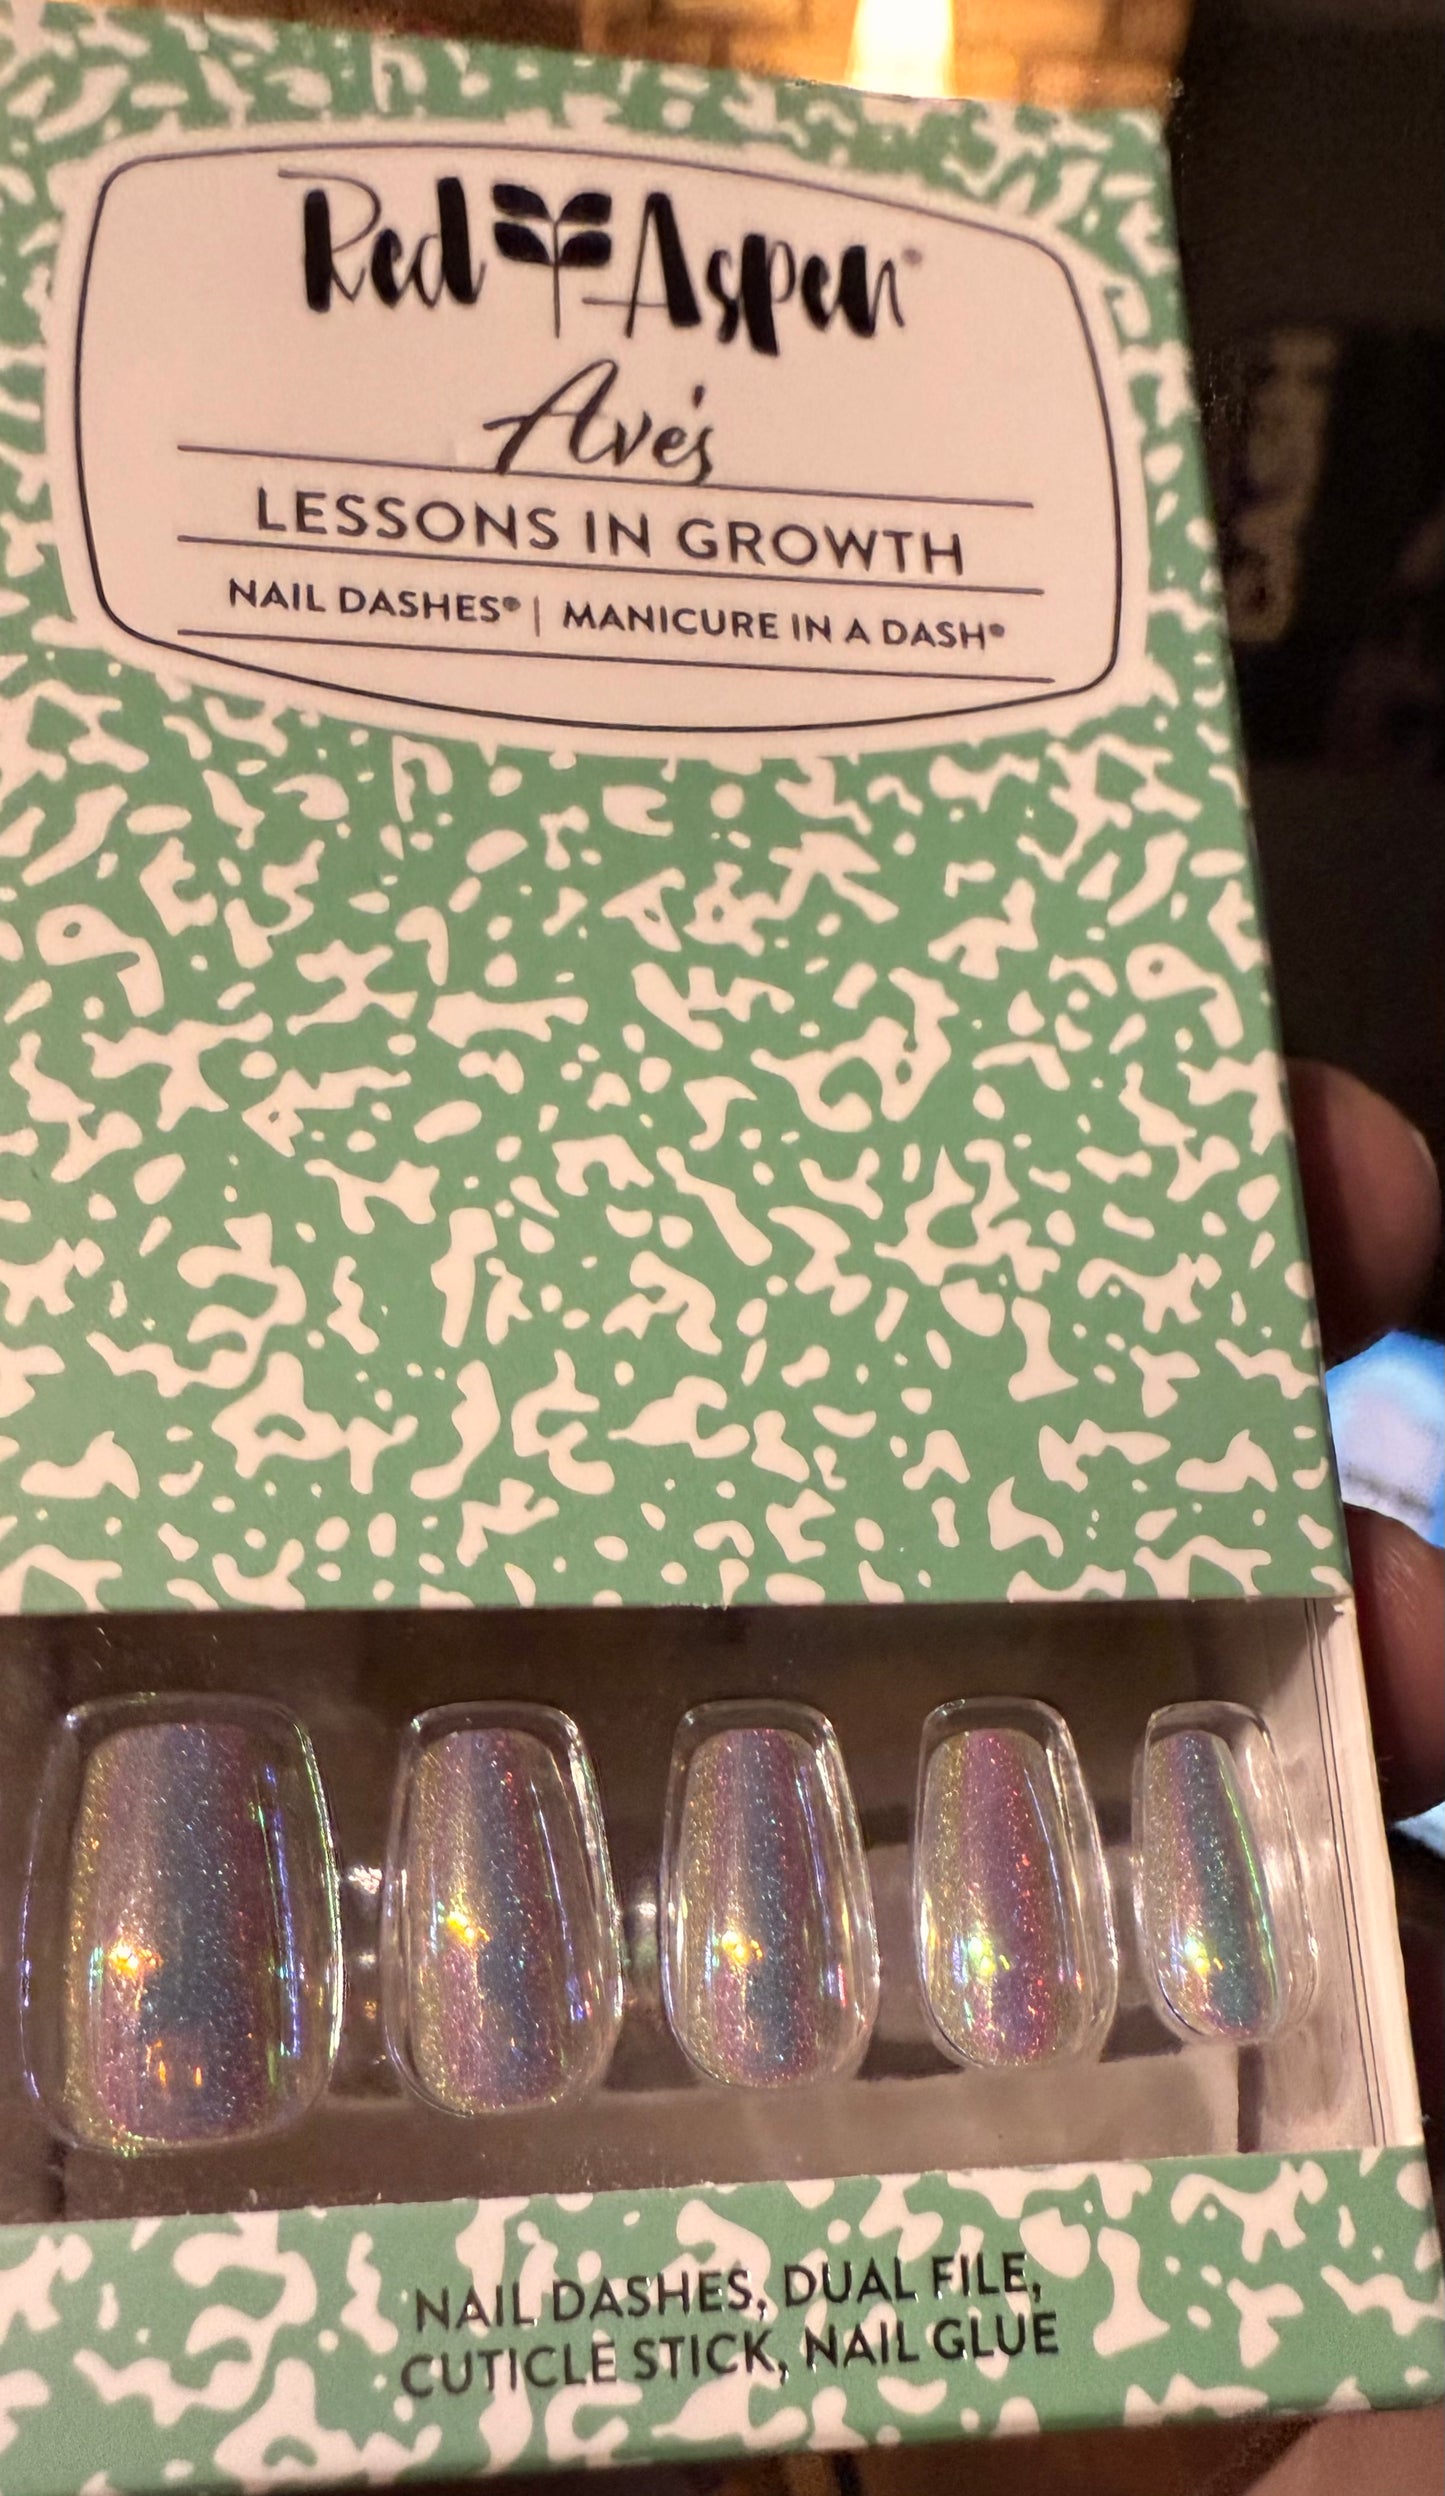 Red Aspen®
Ave's
LESSONS IN GROWTH
NAIL DASHES® | MANICURE IN A DASH®
NAIL DASHES, DUAL FILE,
CUTICLE STICK, NAIL GLUE